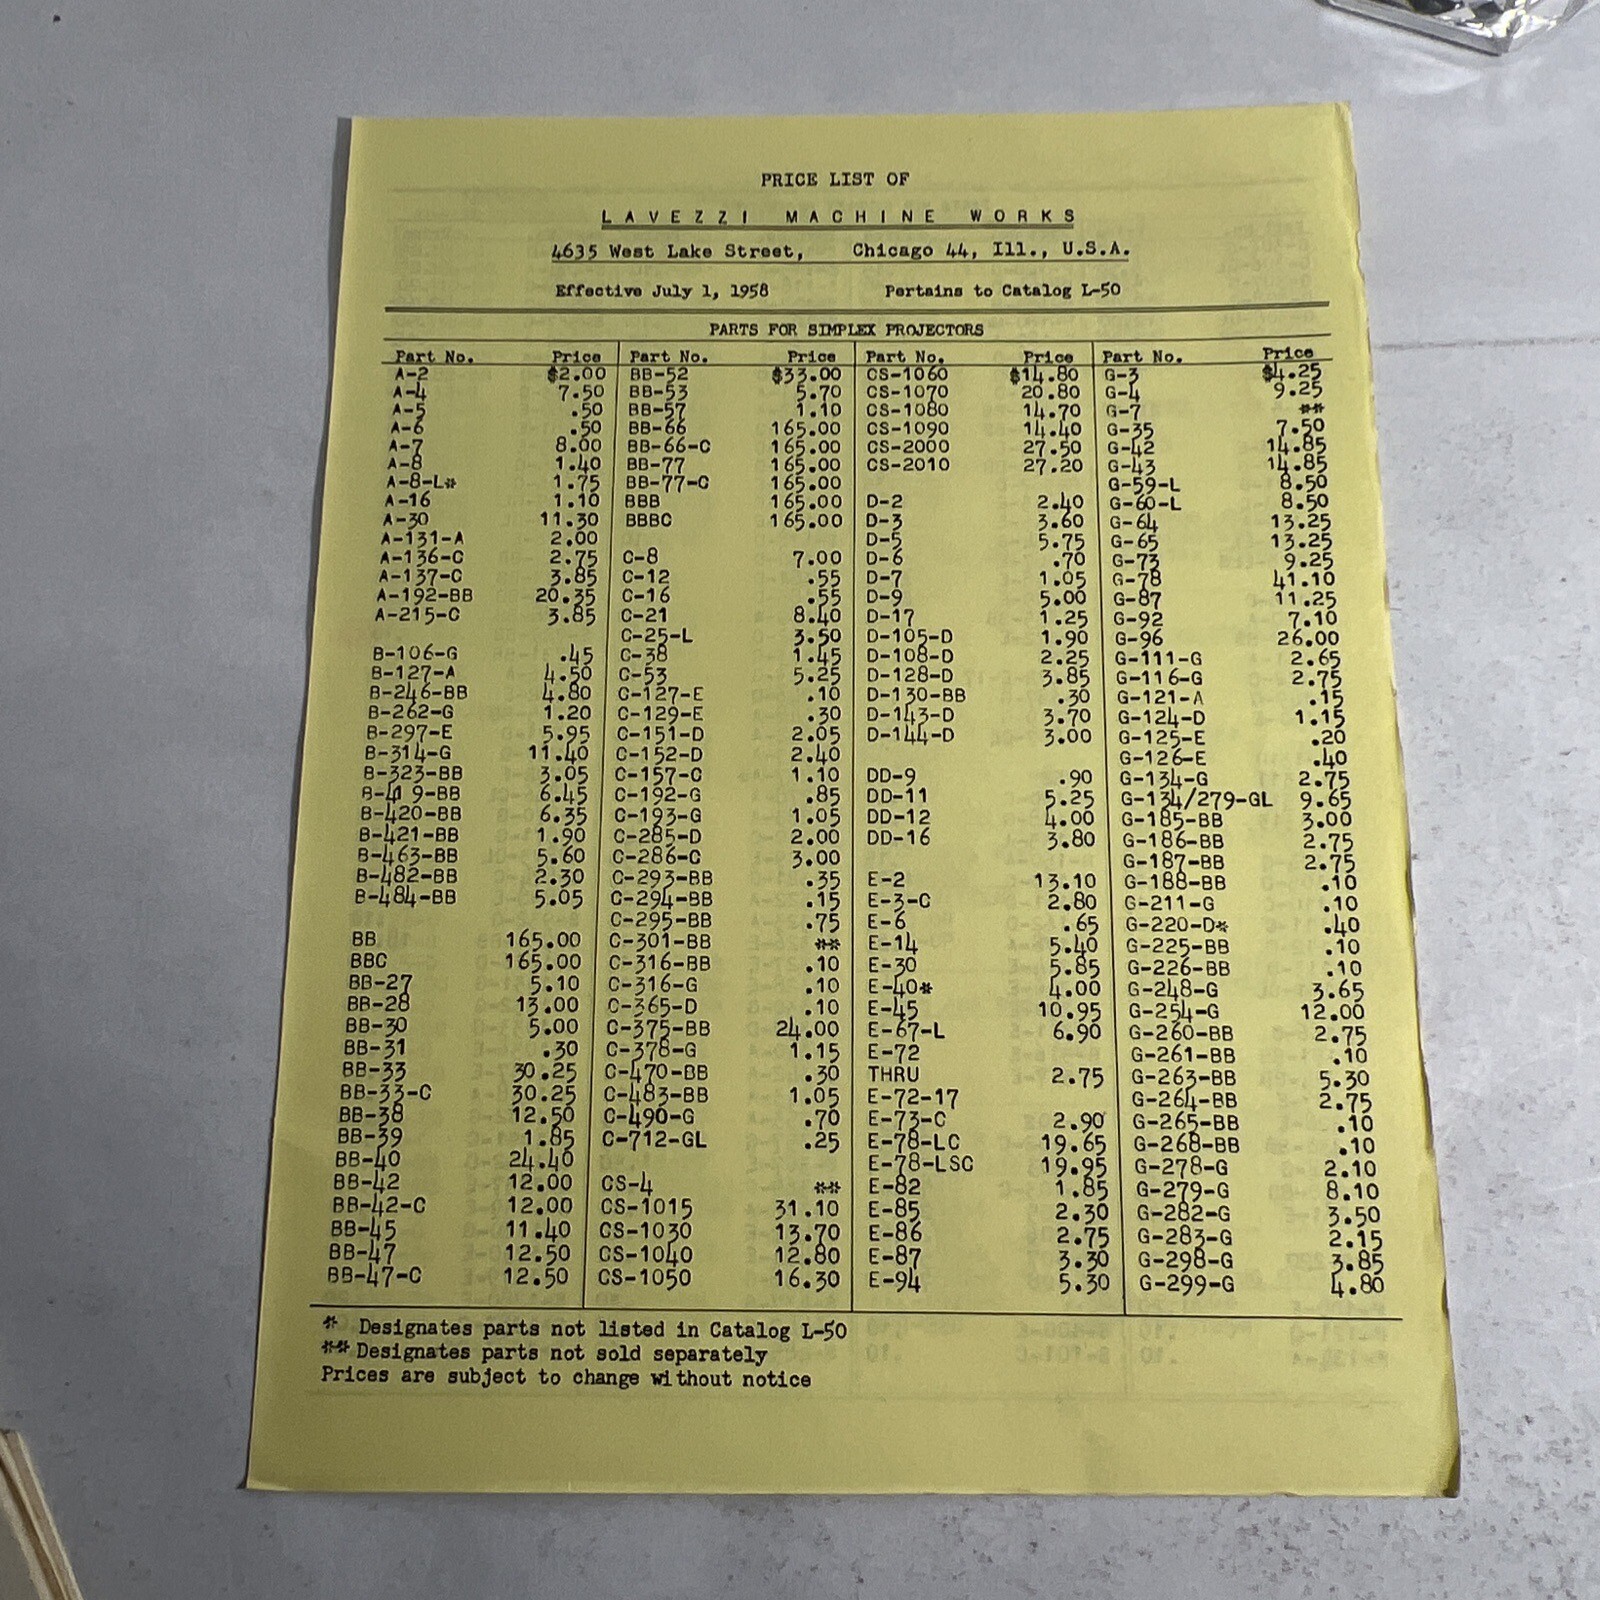 PRICE LIST OF
LAVEZZI MACHINE WORKS
4635 West Lake Street, Chicago 44, Ill., U.S.A.
Effective July 1, 1958 Pertains to Catalog L-50
PARTS FOR SIMPLEX PROJECTORS
Part No. Price
A-2 $2.00
A-4 7.50
A-5 .50
A-6 .50
A-7 8.00
A-8 1.40
A-8-L* 1.75
A-16 1.10
A-30 11.30
A-131-A 2.00
A-136-C 2.75
A-137-C 3.85
A-192-BB 20.35
A-215-C 3.85
B-106-G .45
B-127-A 4.50
B-246-BB 4.80
B-262-G 1.20
B-297-E 5.95
B-314-G 11.40
B-323-BB 3.05
B-419-BB 6.45
B-420-BB 6.35
B-421-BB 1.90
B-463-BB 5.60
B-482-BB 2.30
B-484-BB 5.05
BB 165.00
BBC 165.00
BB-27 5.10
BB-28 13.00
BB-30 5.00
BB-31 .30
BB-33 30.25
BB-33-C 30.25
BB-38 12.50
BB-39 1.85
BB-40 24.40
BB-42 12.00
BB-42-C 12.00
BB-45 11.40
BB-47 12.50
BB-47-C 12.50
Part No. Price
BB-52 $33.00
BB-53 5.70
BB-57 1.10
BB-66 165.00
BB-66-C 165.00
BB-77 165.00
BB-77-C 165.00
BBB 165.00
BBBC 165.00
C-8 7.00
C-12 .55
C-16 .55
C-21 8.40
C-25-L 3.50
C-38 1.45
C-53 5.25
C-127-E .10
C-129-E .30
C-151-D 2.05
C-152-D 2.40
C-157-C 1.10
C-192-G .85
C-193-G 1.05
C-285-D 2.00
C-286-C 3.00
C-293-BB .35
C-294-BB .15
C-295-BB .75
C-301-BB **
C-316-BB .10
C-316-G .10
C-365-D .10
C-375-BB 24.00
C-378-G 1.15
C-470-BB .30
C-483-BB 1.05
C-490-G .70
C-712-GL .25
CS-4 **
CS-1015 31.10
CS-1030 13.70
CS-1040 12.80
CS-1050 16.30
Part No. Price
CS-1060 $14.80
CS-1070 20.80
CS-1080 14.70
CS-1090 14.40
CS-2000 27.50
CS-2010 27.20
D-2 2.40
D-3 3.60
D-5 5.75
D-6 .70
D-7 1.05
D-9 5.00
D-17 1.25
D-105-D 1.90
D-108-D 2.25
D-128-D 3.85
D-130-BB .30
D-143-D 3.70
D-144-D 3.00
DD-9 .90
DD-11 5.25
DD-12 4.00
DD-16 3.80
E-2 13.10
E-3-C 2.80
E-6 .65
E-14 5.40
E-30 5.85
E-40* 4.00
E-45 10.95
E-67-L 6.90
E-72
THRU 2.75
E-72-17
E-73-C 2.90
E-78-LC 19.65
E-78-LSC 19.95
E-82 1.85
E-85 2.30
E-86 2.75
E-87 3.30
E-94 5.30
Part No. Price
G-3 $4.25
G-4 9.25
G-7 **
G-35 7.50
G-42 14.85
G-43 14.85
G-59-L 8.50
G-60-L 8.50
G-64 13.25
G-65 13.25
G-73 9.25
G-78 41.10
G-87 11.25
G-92 7.10
G-96 26.00
G-111-G 2.65
G-116-G 2.75
G-121-A .15
G-124-D 1.15
G-125-E .20
G-126-E .40
G-134-G 2.75
G-134/279-GL 9.65
G-185-BB 3.00
G-186-BB 2.75
G-187-BB 2.75
G-188-BB .10
G-211-G .10
G-220-D* .40
G-225-BB .10
G-226-BB .10
G-248-G 3.65
G-254-G 12.00
G-260-BB 2.75
G-261-BB .10
G-263-BB 5.30
G-264-BB 2.75
G-265-BB .10
G-268-BB .10
G-278-G 2.10
G-279-G 8.10
G-282-G 3.50
G-283-G 2.15
G-298-G 3.85
G-299-G 4.80
* Designates parts not listed in Catalog L-50
** Designates parts not sold separately
Prices are subject to change without notice